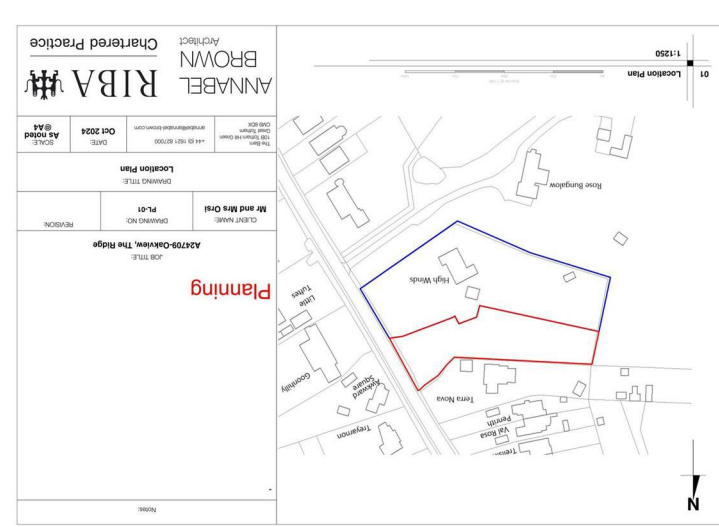 N
Val Rosa
Penrith
Treyarnon
Terra Nova
Awkward
Square
Goonhilly
Little
Tuftes
High Winds
Rose Bungalow
01
Location Plan
1:1250
Notes:
Planning
JOB TITLE:
A24709-Oakview, The Ridge
CLIENT NAME:
Mr and Mrs Orsi
DRAWING NO:
PL-01
REVISION:
DRAWING TITLE:
Location Plan
The Barn
10B Totham Hill Green
Great Totham
CM9 8DX
+44 (0) 1621 827000
annabel@annabel-brown.com
DATE:
Oct 2024
SCALE:
As noted
@A4
ANNABEL
BROWN
Architect
RIBA
Chartered Practice